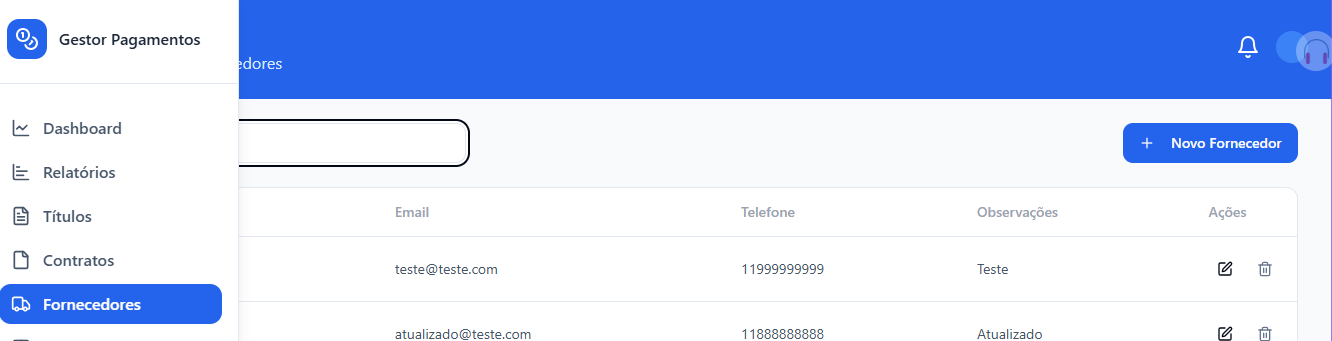 Gestor Pagamentos
edores
Dashboard
Relatórios
Títulos
Contratos
Fornecedores
Novo Fornecedor
Email Telefone Observações Ações
teste@teste.com 11999999999 Teste
atualizado@teste.com 11888888888 Atualizado